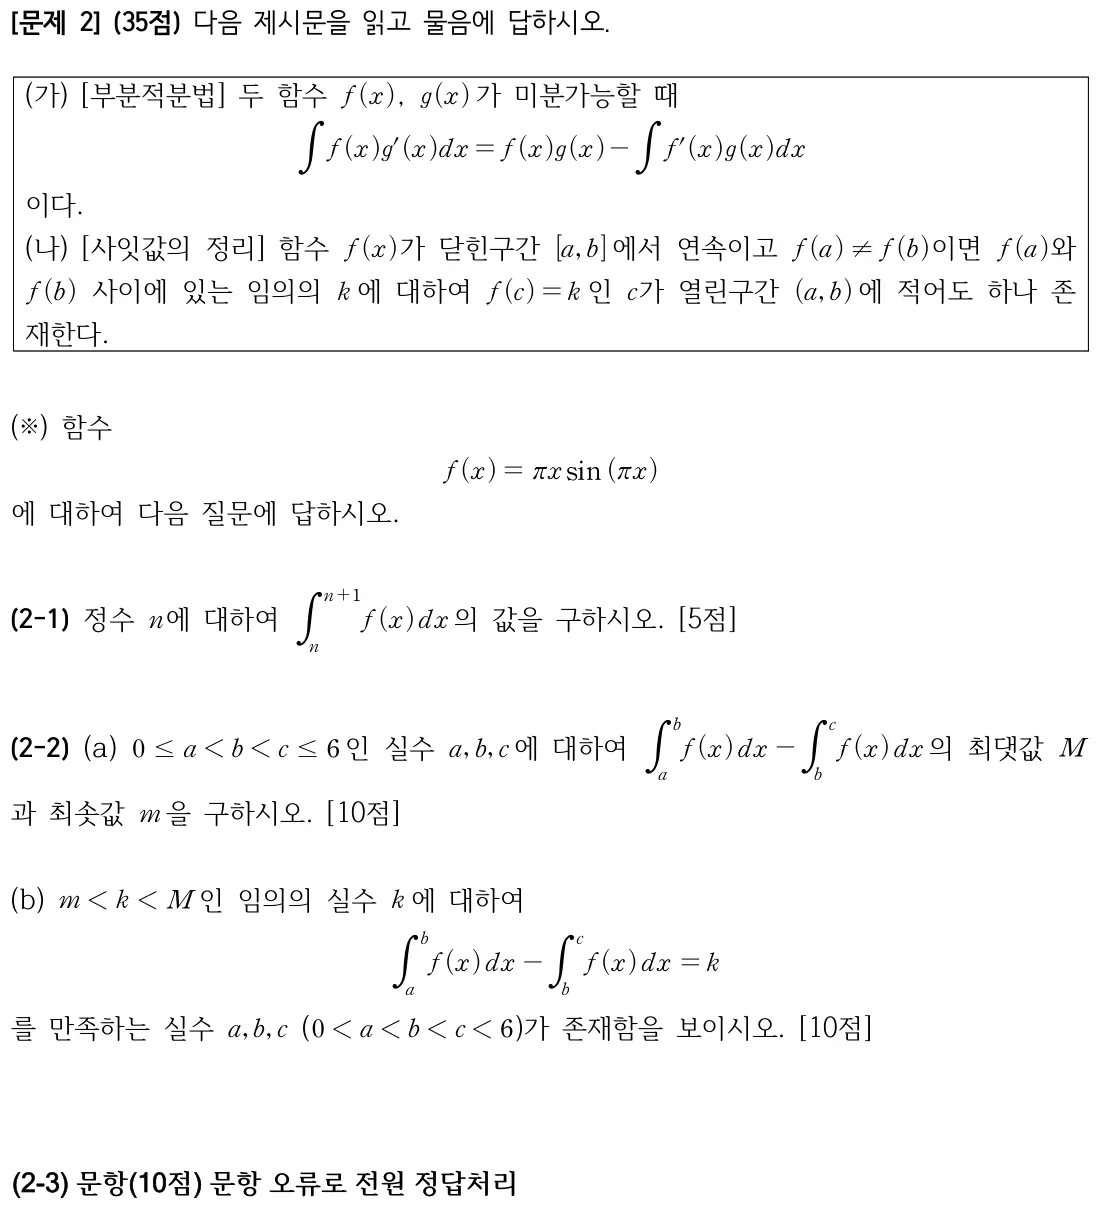 [문제 2] (35점) 다음 제시문을 읽고 물음에 답하시오.
(가) [부분적분법] 두 함수 f(x), g(x)가 미분가능할 때
∫f(x)g′(x)dx = f(x)g(x) − ∫f′(x)g(x)dx
이다.
(나) [사잇값의 정리] 함수 f(x)가 닫힌구간 [a, b]에서 연속이고 f(a) ≠ f(b)이면 f(a)와
f(b) 사이에 있는 임의의 k에 대하여 f(c) = k인 c가 열린구간 (a, b)에 적어도 하나 존
재한다.
(※) 함수
f(x) = πx sin(πx)
에 대하여 다음 질문에 답하시오.
(2-1) 정수 n에 대하여 ∫_n^{n+1} f(x)dx의 값을 구하시오. [5점]
(2-2) (a) 0 ≤ a < b < c ≤ 6인 실수 a, b, c에 대하여 ∫_a^b f(x)dx − ∫_b^c f(x)dx의 최댓값 M
과 최솟값 m을 구하시오. [10점]
(b) m < k < M인 임의의 실수 k에 대하여
∫_a^b f(x)dx − ∫_b^c f(x)dx = k
를 만족하는 실수 a, b, c (0 < a < b < c < 6)가 존재함을 보이시오. [10점]
(2-3) 문항(10점) 문항 오류로 전원 정답처리